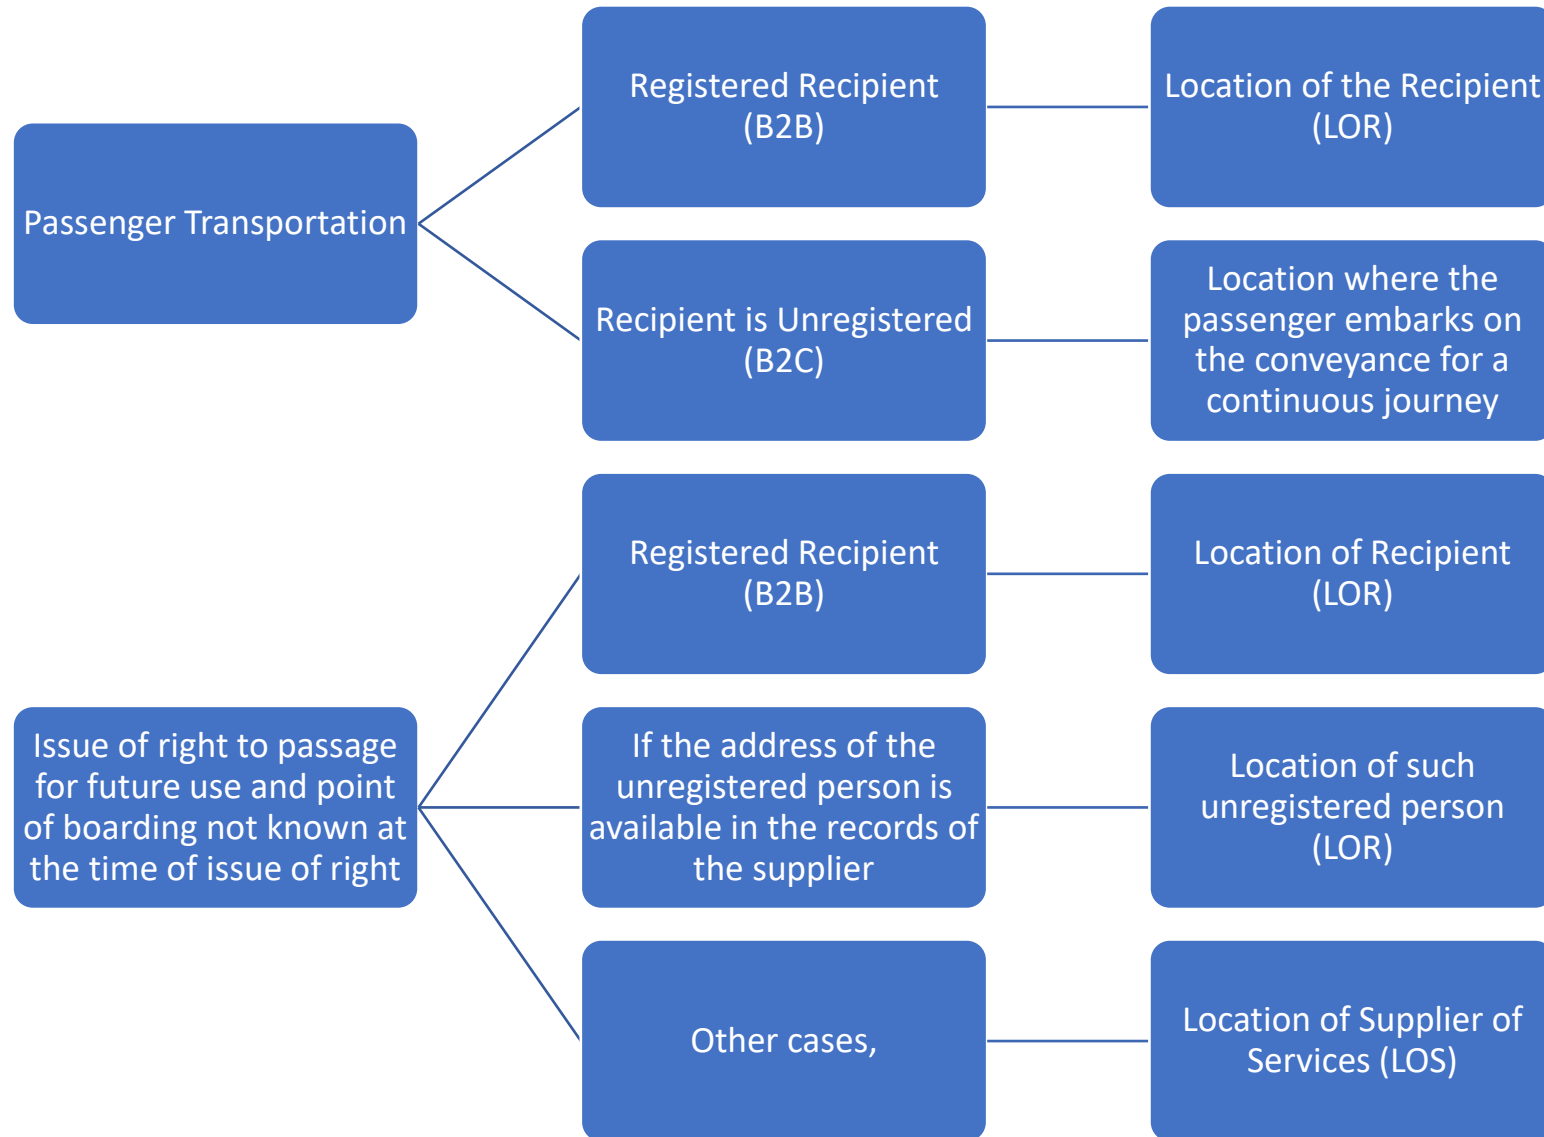 Passenger Transportation
Registered Recipient
(B2B)
Location of the Recipient
(LOR)
Recipient is Unregistered
(B2C)
Location where the
passenger embarks on
the conveyance for a
continuous journey
Issue of right to passage
for future use and point
of boarding not known at
the time of issue of right
Registered Recipient
(B2B)
Location of Recipient
(LOR)
If the address of the
unregistered person is
available in the records of
the supplier
Location of such
unregistered person
(LOR)
Other cases,
Location of Supplier of
Services (LOS)